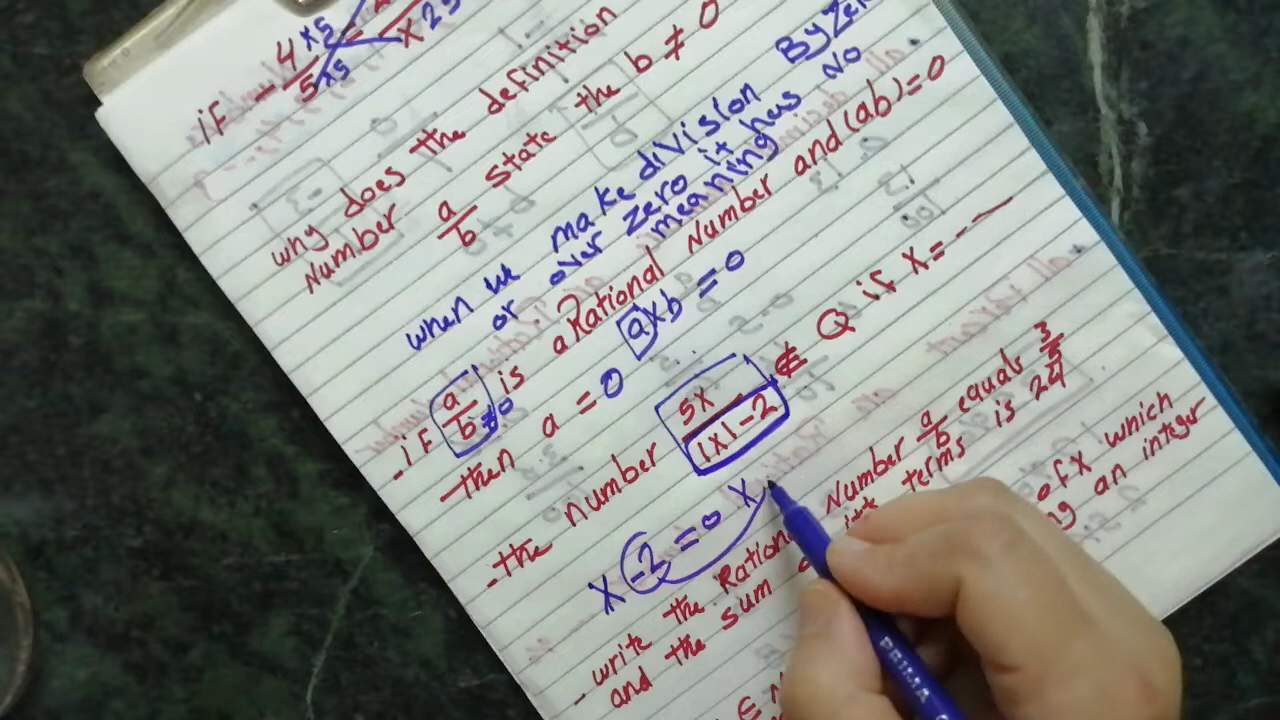 if - 4×5 / 5×5 =
why does the definition
Number a/b state the b ≠ 0
when we make division By Zero
or over zero it has No
meaning
- if a/b is a Rational Number and (ab) = 0
≠0
a×b = 0
- then a = 0
- the number 5x / |x|-2 ∉ Q if x = --
x -2 = 0 x
- write the Rational Number a/b equals 3/5
and the sum of its terms is 24
of x which
an integer
PRIMA